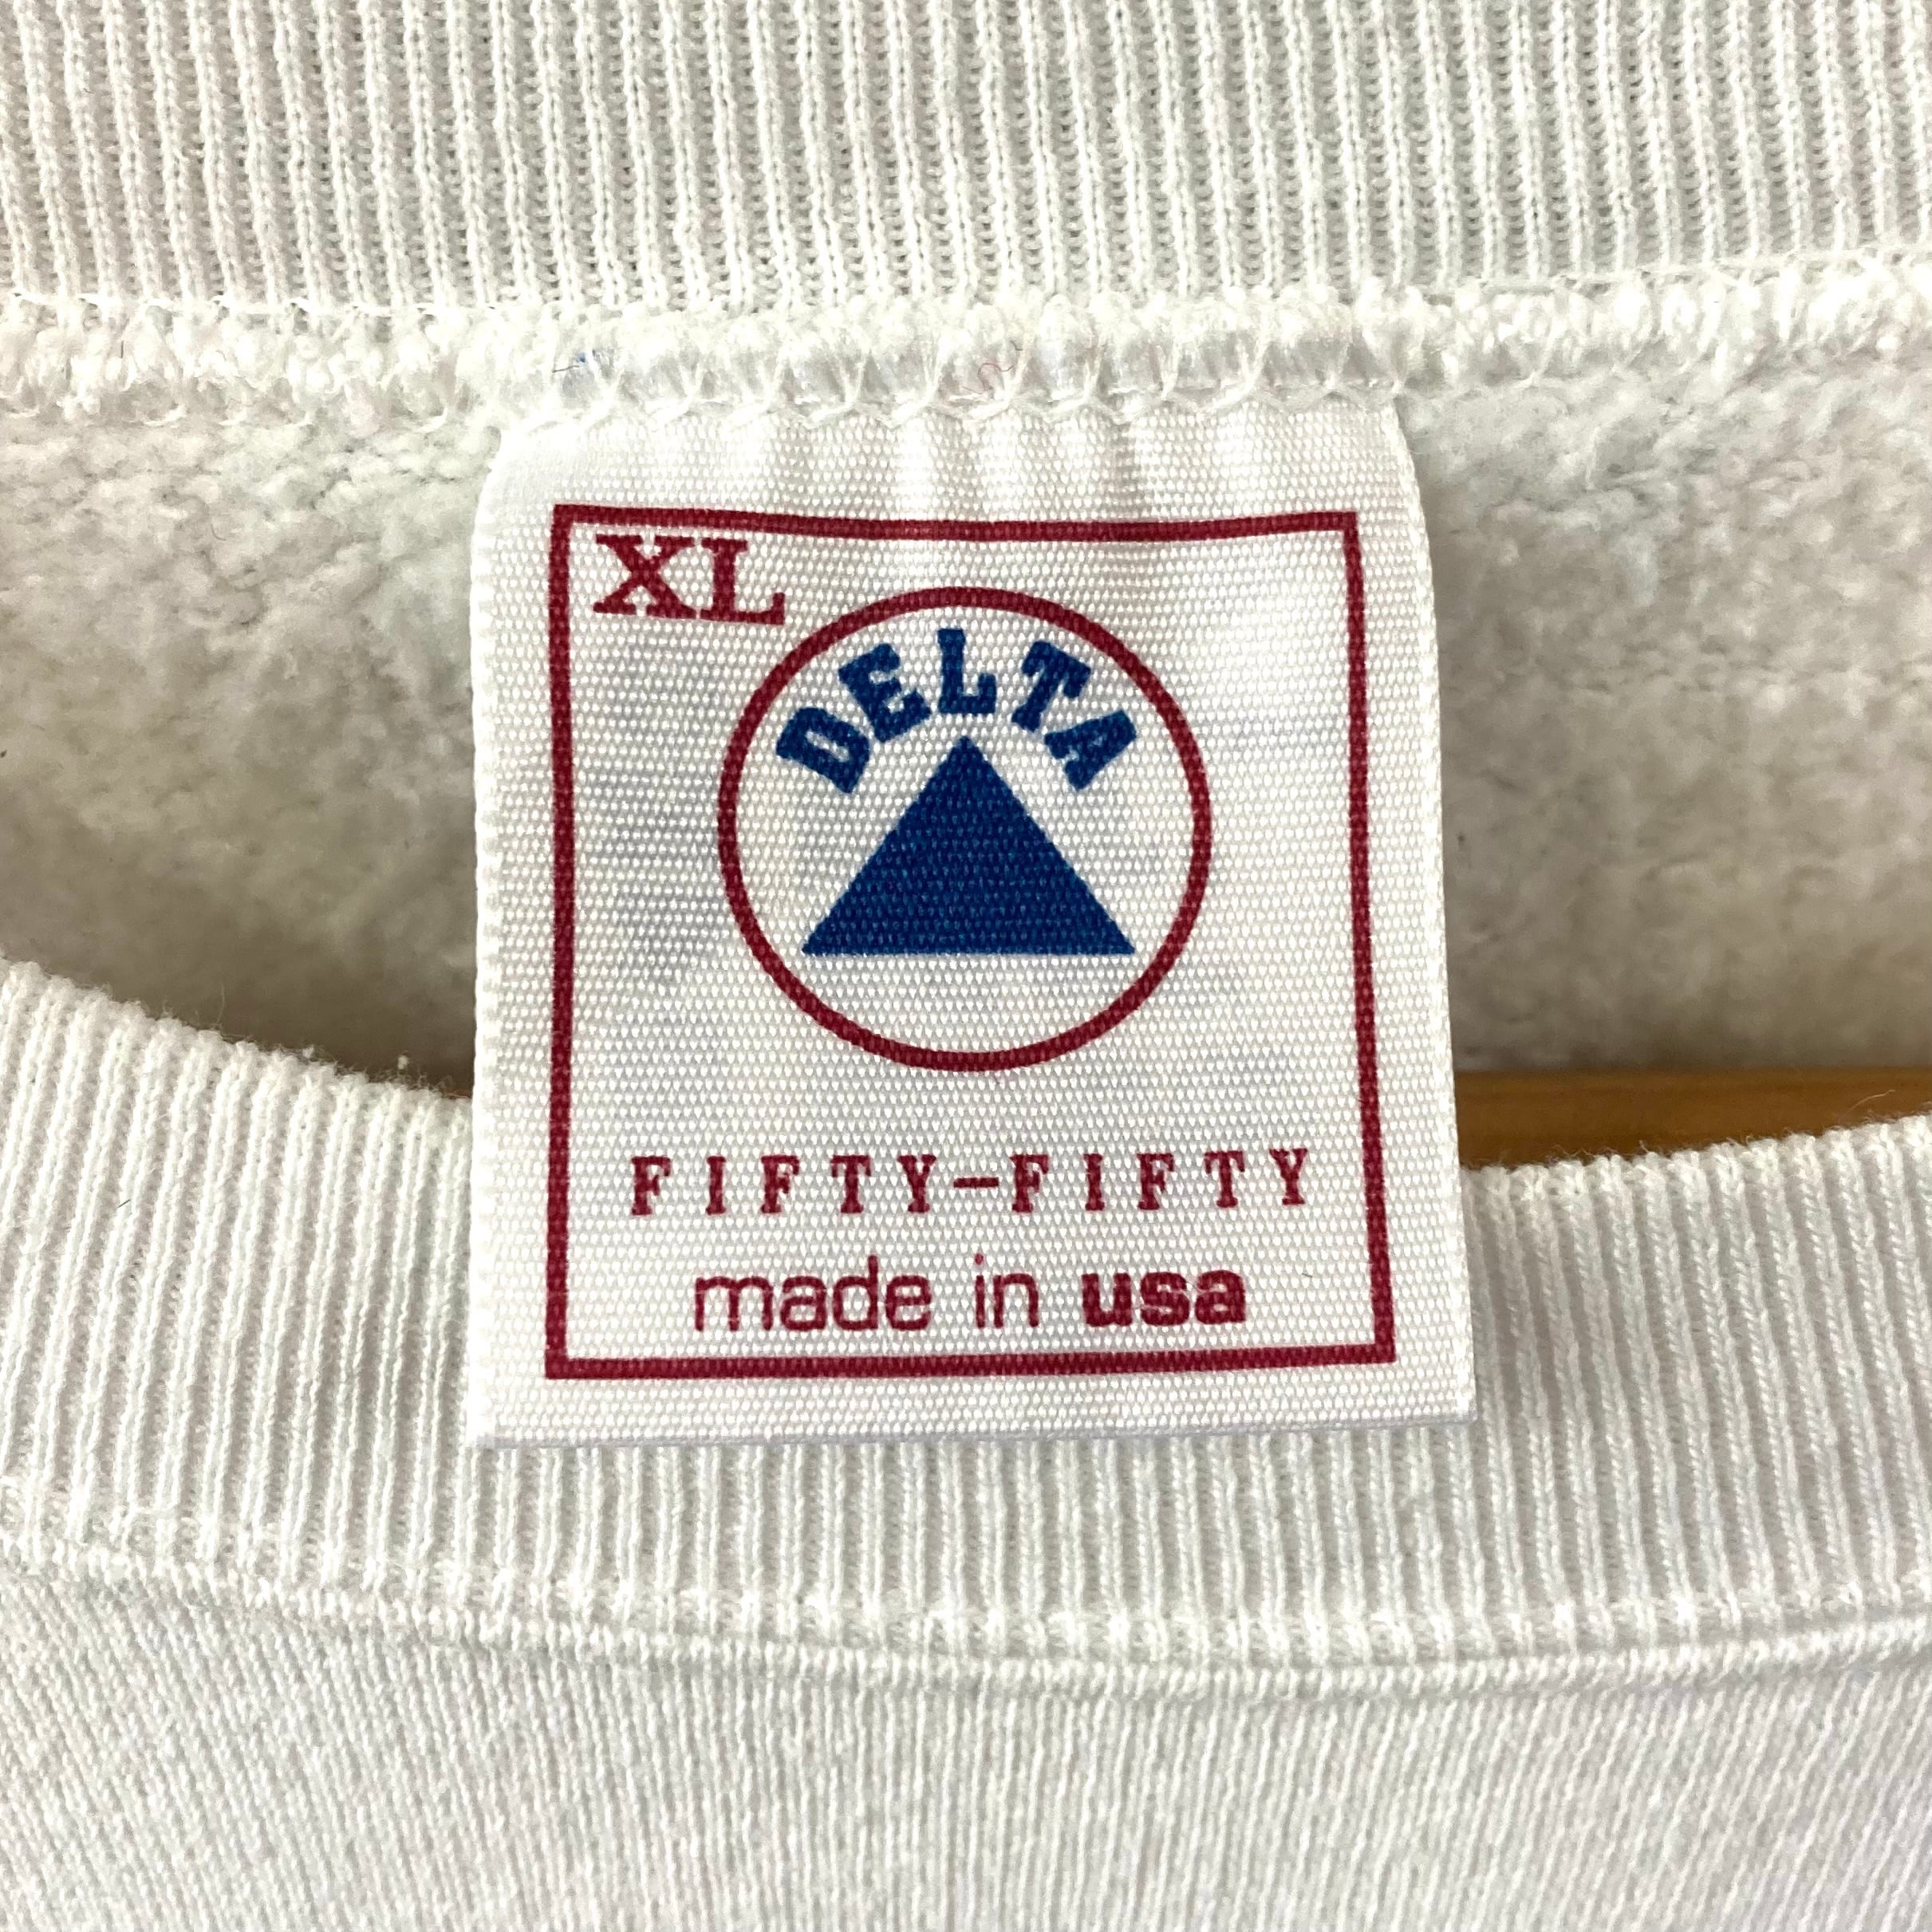 XL
DELTA
FIFTY-FIFTY
made in usa